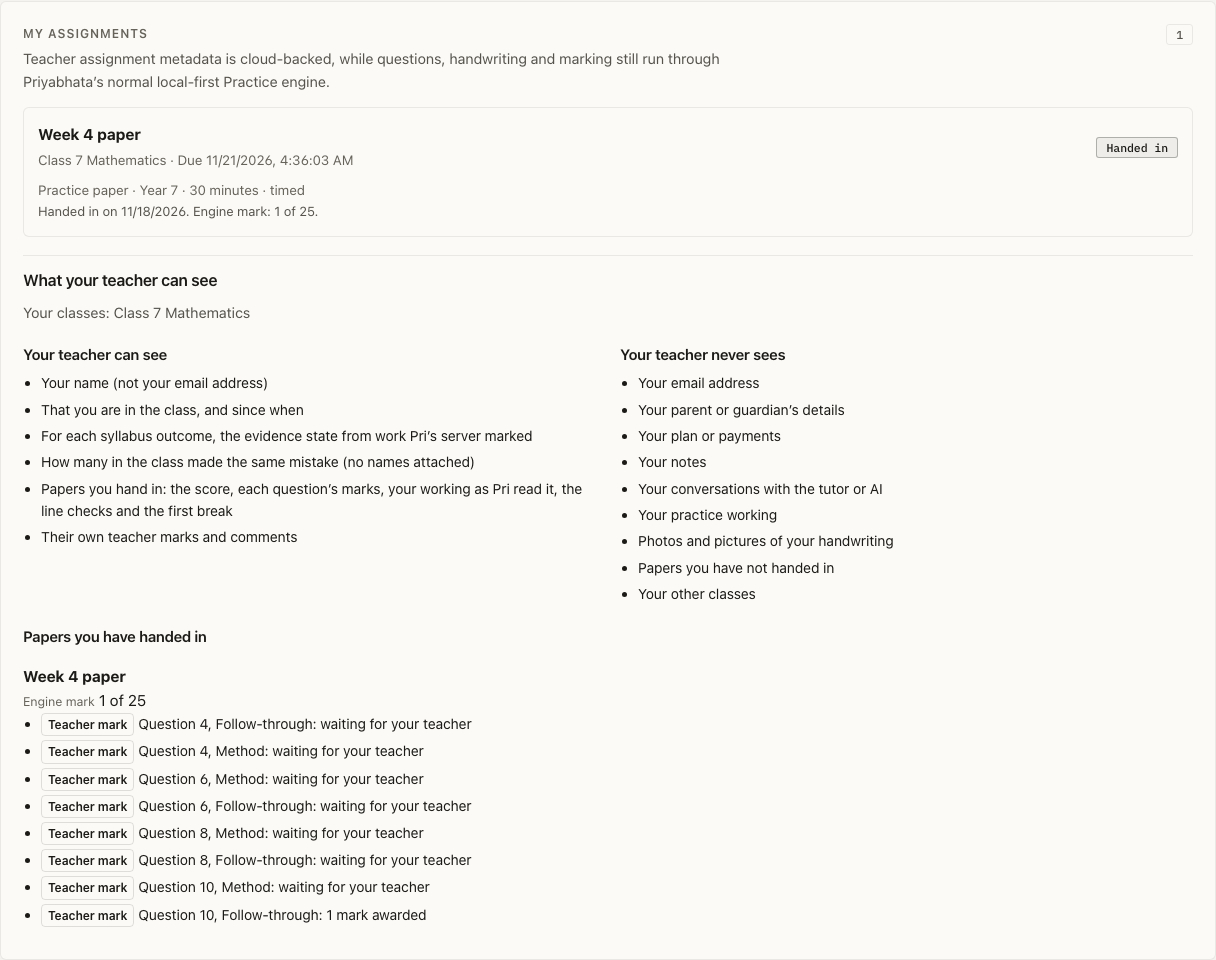 MY ASSIGNMENTS
1
Teacher assignment metadata is cloud-backed, while questions, handwriting and marking still run through
Priyabhata's normal local-first Practice engine.
Week 4 paper
Class 7 Mathematics · Due 11/21/2026, 4:36:03 AM
Handed in
Practice paper · Year 7 · 30 minutes · timed
Handed in on 11/18/2026. Engine mark: 1 of 25.
What your teacher can see
Your classes: Class 7 Mathematics
Your teacher can see
• Your name (not your email address)
• That you are in the class, and since when
• For each syllabus outcome, the evidence state from work Pri's server marked
• How many in the class made the same mistake (no names attached)
• Papers you hand in: the score, each question's marks, your working as Pri read it, the
line checks and the first break
• Their own teacher marks and comments
Your teacher never sees
• Your email address
• Your parent or guardian's details
• Your plan or payments
• Your notes
• Your conversations with the tutor or AI
• Your practice working
• Photos and pictures of your handwriting
• Papers you have not handed in
• Your other classes
Papers you have handed in
Week 4 paper
Engine mark 1 of 25
• Teacher mark Question 4, Follow-through: waiting for your teacher
• Teacher mark Question 4, Method: waiting for your teacher
• Teacher mark Question 6, Method: waiting for your teacher
• Teacher mark Question 6, Follow-through: waiting for your teacher
• Teacher mark Question 8, Method: waiting for your teacher
• Teacher mark Question 8, Follow-through: waiting for your teacher
• Teacher mark Question 10, Method: waiting for your teacher
• Teacher mark Question 10, Follow-through: 1 mark awarded